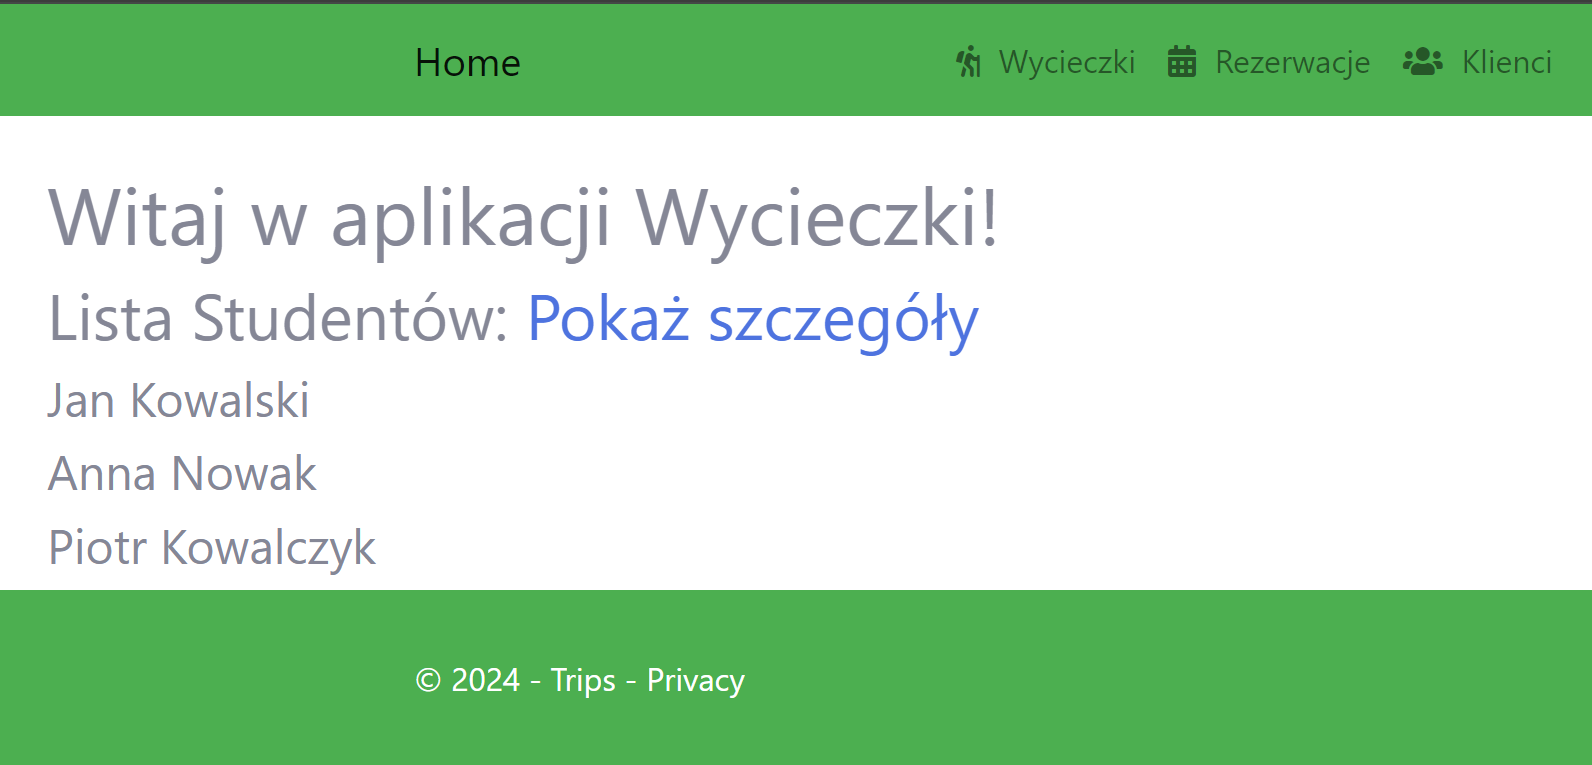 Home Wycieczki Rezerwacje Klienci
Witaj w aplikacji Wycieczki!
Lista Studentów: Pokaż szczegóły
Jan Kowalski
Anna Nowak
Piotr Kowalczyk
© 2024 - Trips - Privacy